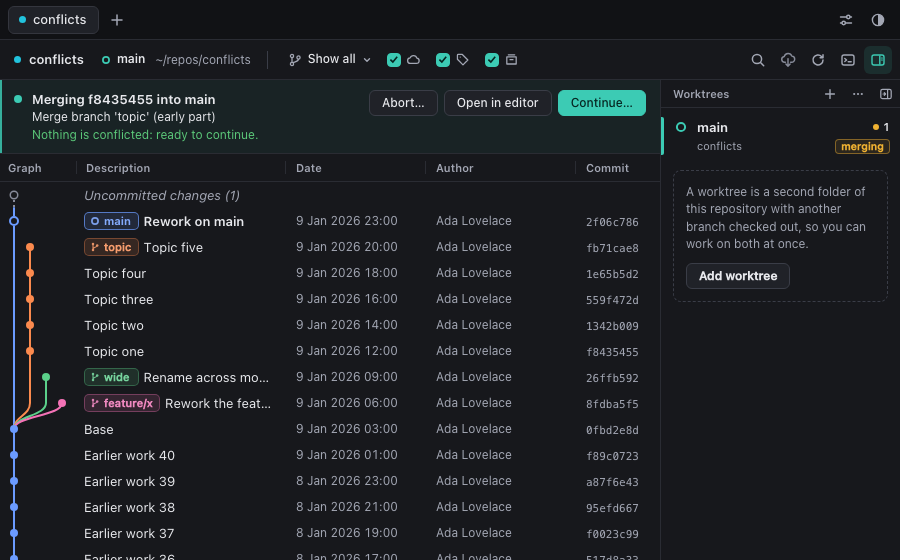 conflicts
conflicts main ~/repos/conflicts Show all
Merging f8435455 into main
Merge branch 'topic' (early part)
Nothing is conflicted: ready to continue.
Abort... Open in editor Continue...
Graph Description Date Author Commit
Uncommitted changes (1)
main Rework on main 9 Jan 2026 23:00 Ada Lovelace 2f06c786
topic Topic five 9 Jan 2026 20:00 Ada Lovelace fb71cae8
Topic four 9 Jan 2026 18:00 Ada Lovelace 1e65b5d2
Topic three 9 Jan 2026 16:00 Ada Lovelace 559f472d
Topic two 9 Jan 2026 14:00 Ada Lovelace 1342b009
Topic one 9 Jan 2026 12:00 Ada Lovelace f8435455
wide Rename across mo... 9 Jan 2026 09:00 Ada Lovelace 26ffb592
feature/x Rework the feat... 9 Jan 2026 06:00 Ada Lovelace 8fdba5f5
Base 9 Jan 2026 03:00 Ada Lovelace 0fbd2e8d
Earlier work 40 9 Jan 2026 01:00 Ada Lovelace f89c0723
Earlier work 39 8 Jan 2026 23:00 Ada Lovelace a87f6e43
Earlier work 38 8 Jan 2026 21:00 Ada Lovelace 95efd667
Earlier work 37 8 Jan 2026 19:00 Ada Lovelace f0023c99
Earlier work 36 8 Jan 2026 17:00 Ada Lovelace
Worktrees
main 1
conflicts merging
A worktree is a second folder of
this repository with another
branch checked out, so you can
work on both at once.
Add worktree